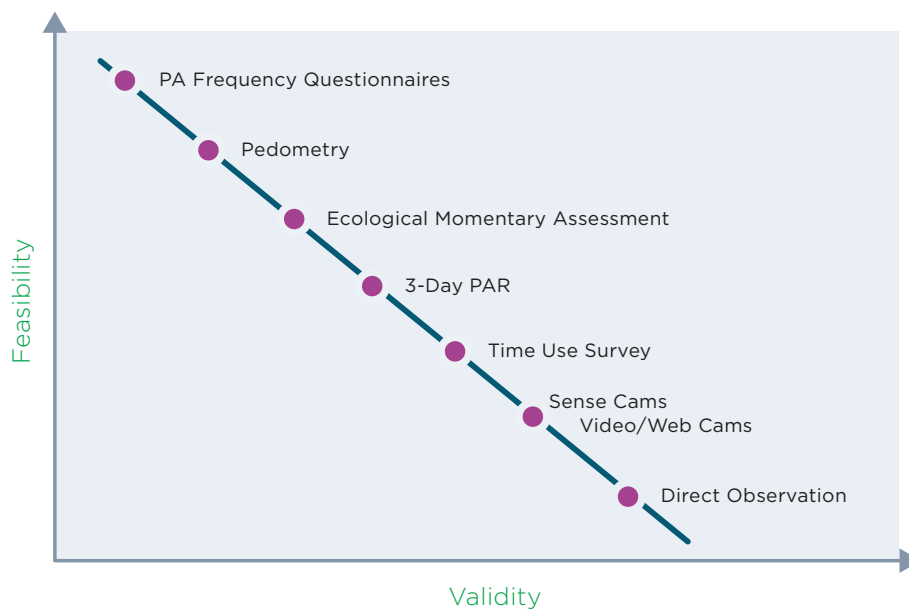 PA Frequency Questionnaires
Pedometry
Ecological Momentary Assessment
3-Day PAR
Time Use Survey
Sense Cams
Video/Web Cams
Direct Observation
Feasibility
Validity